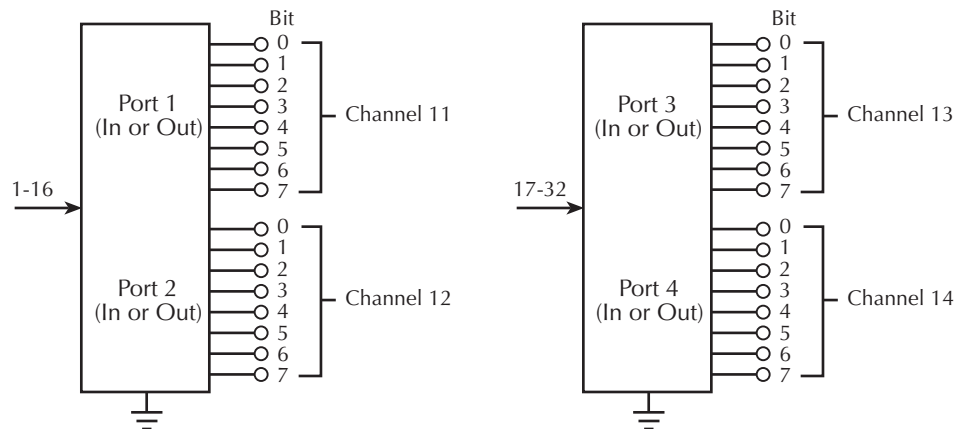 Bit
0
1
2
3
4
5
6
7
Port 1
(In or Out)
Channel 11
1-16
0
1
2
3
4
5
6
7
Port 2
(In or Out)
Channel 12
Bit
0
1
2
3
4
5
6
7
Port 3
(In or Out)
Channel 13
17-32
0
1
2
3
4
5
6
7
Port 4
(In or Out)
Channel 14